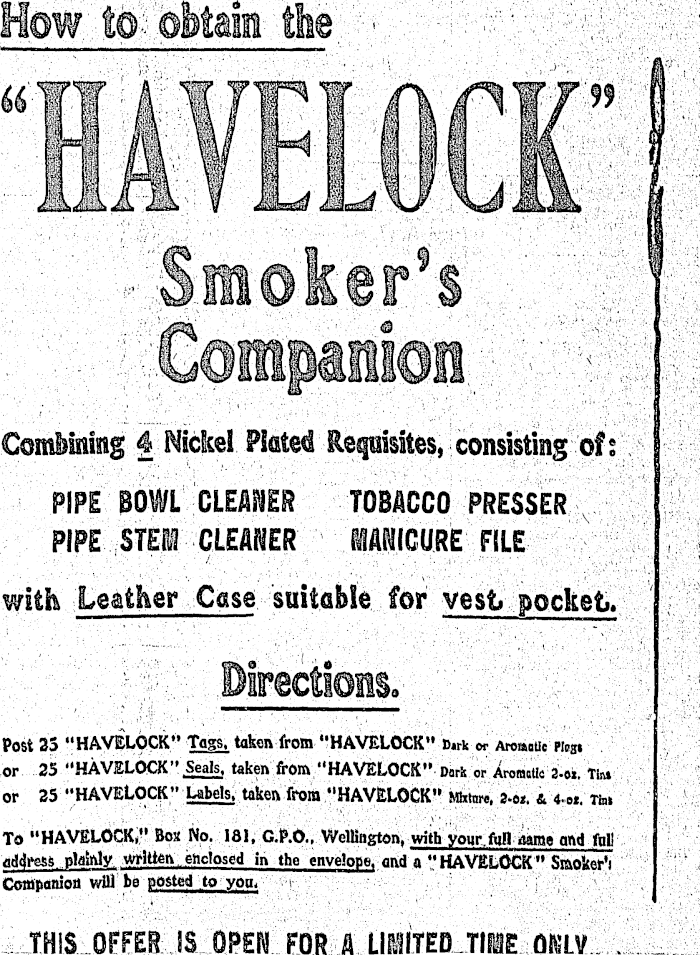 How to obtain the
"HAVELOCK"
Smoker's
Companion
Combining 4 Nickel Plated Requisites, consisting of:
PIPE BOWL CLEANER TOBACCO PRESSER
PIPE STEM CLEANER MANICURE FILE
with Leather Case suitable for vest pocket.
Directions.
Post 25 "HAVELOCK" Tags, taken from "HAVELOCK" Dark or Aromatic Plugs
or 25 "HAVELOCK" Seals, taken from "HAVELOCK" Dark or Aromatic 2-oz. Tins
or 25 "HAVELOCK" Labels, taken from "HAVELOCK" Mixture, 2-oz. & 4-oz. Tins
To "HAVELOCK," Box No. 181, G.P.O., Wellington, with your full name and full
address plainly written enclosed in the envelope, and a "HAVELOCK" Smoker's
Companion will be posted to you.
THIS OFFER IS OPEN FOR A LIMITED TIME ONLY